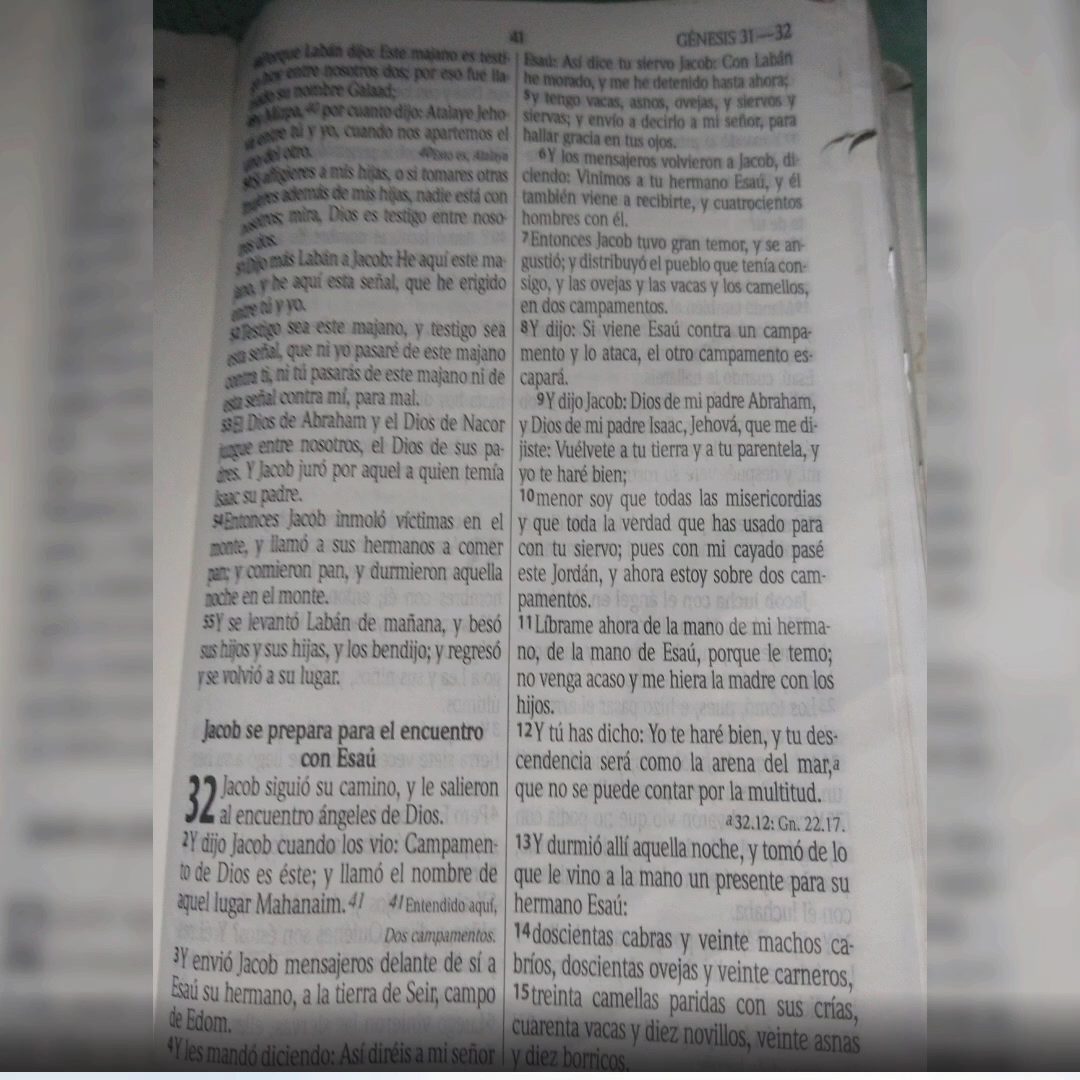 41
GÉNESIS 31—32
Porque Labán dijo: Este majano es testi-
go hoy entre nosotros dos; por eso fue lla-
mado su nombre Galaad;
y Mizpa,40 por cuanto dijo: Atalaye Jeho-
va entre tú y yo, cuando nos apartemos el
uno del otro.
40 Esto es, Atalaya
afligieres a mis hijas, o si tomares otras
mujeres además de mis hijas, nadie está con
nosotros; mira, Dios es testigo entre noso-
tros dos.
Dijo más Labán a Jacob: He aquí este ma-
jano, y he aquí esta señal, que he erigido
entre tú y yo.
52Testigo sea este majano, y testigo sea
esta señal, que ni yo pasaré de este majano
contra ti, ni tú pasarás de este majano ni de
esta señal contra mí, para mal.
53El Dios de Abraham y el Dios de Nacor
juzgue entre nosotros, el Dios de sus pa-
dres. Y Jacob juró por aquel a quien temía
Isaac su padre.
54Entonces Jacob inmoló víctimas en el
monte, y llamó a sus hermanos a comer
pan; y comieron pan, y durmieron aquella
noche en el monte.
55Y se levantó Labán de mañana, y besó
sus hijos y sus hijas, y los bendijo; y regresó
y se volvió a su lugar.
Jacob se prepara para el encuentro
con Esaú
32 Jacob siguió su camino, y le salieron
al encuentro ángeles de Dios.
2Y dijo Jacob cuando los vio: Campamen-
to de Dios es éste; y llamó el nombre de
aquel lugar Mahanaim.41 41 Entendido aquí,
Dos campamentos.
3Y envió Jacob mensajeros delante de sí a
Esaú su hermano, a la tierra de Seir, campo
de Edom.
4Y les mandó diciendo: Así diréis a mi señor
Esaú: Así dice tu siervo Jacob: Con Labán
he morado, y me he detenido hasta ahora;
5y tengo vacas, asnos, ovejas, y siervos y
siervas; y envío a decirlo a mi señor, para
hallar gracia en tus ojos.
6Y los mensajeros volvieron a Jacob, di-
ciendo: Vinimos a tu hermano Esaú, y él
también viene a recibirte, y cuatrocientos
hombres con él.
7Entonces Jacob tuvo gran temor, y se an-
gustió; y distribuyó el pueblo que tenía con-
sigo, y las ovejas y las vacas y los camellos,
en dos campamentos.
8Y dijo: Si viene Esaú contra un campa-
mento y lo ataca, el otro campamento es-
capará.
9Y dijo Jacob: Dios de mi padre Abraham,
y Dios de mi padre Isaac, Jehová, que me di-
jiste: Vuélvete a tu tierra y a tu parentela, y
yo te haré bien;
10menor soy que todas las misericordias
y que toda la verdad que has usado para
con tu siervo; pues con mi cayado pasé
este Jordán, y ahora estoy sobre dos cam-
pamentos.
11Líbrame ahora de la mano de mi herma-
no, de la mano de Esaú, porque le temo;
no venga acaso y me hiera la madre con los
hijos.
12Y tú has dicho: Yo te haré bien, y tu des-
cendencia será como la arena del mar,a
que no se puede contar por la multitud.
a 32.12: Gn. 22.17.
13Y durmió allí aquella noche, y tomó de lo
que le vino a la mano un presente para su
hermano Esaú:
14doscientas cabras y veinte machos ca-
bríos, doscientas ovejas y veinte carneros,
15treinta camellas paridas con sus crías,
cuarenta vacas y diez novillos, veinte asnas
y diez borricos.